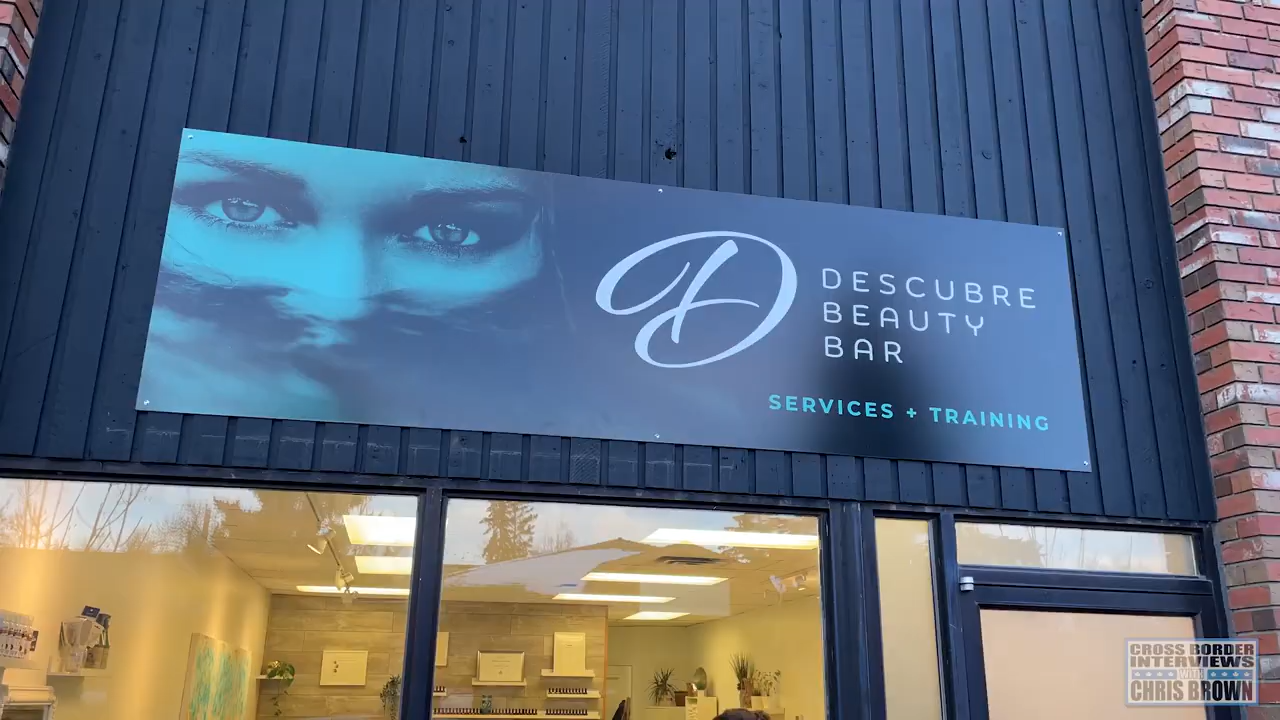 D
DESCUBRE
BEAUTY
BAR
SERVICES + TRAINING
CROSS BORDER
INTERVIEWS
WITH
CHRIS BROWN